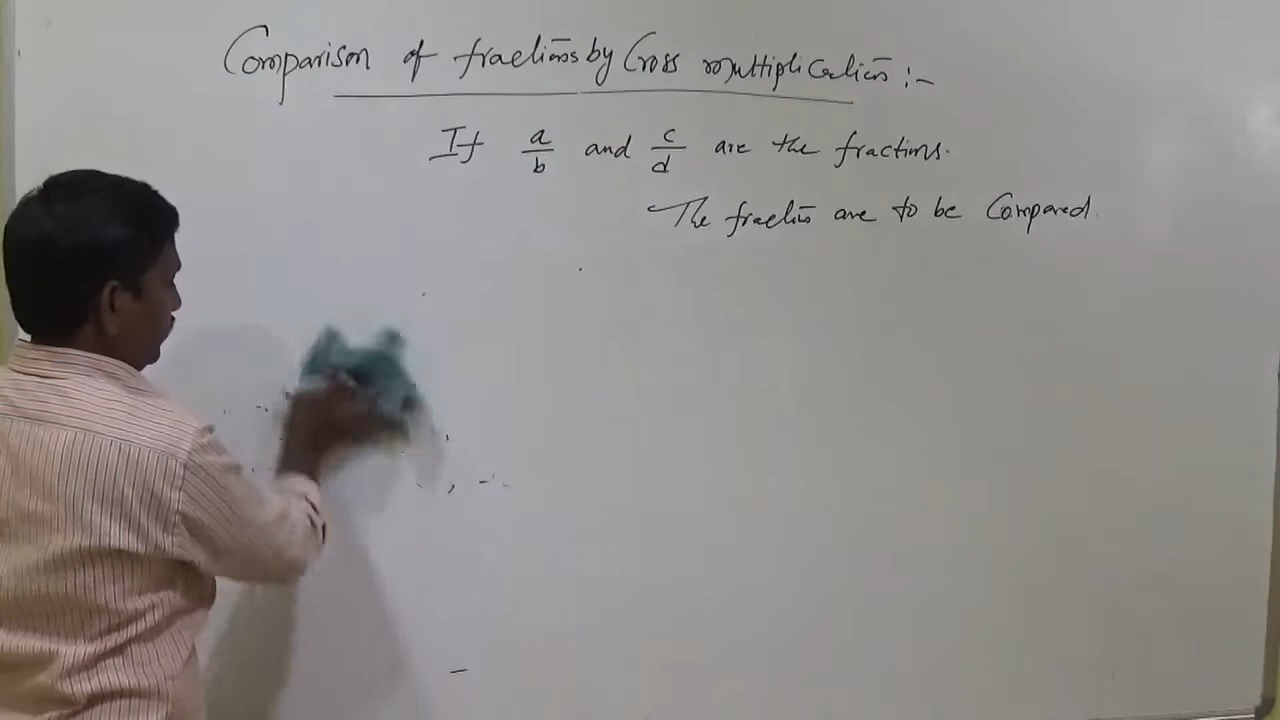 Comparison of fractions by Cross multiplication :-
If a/b and c/d are the fractions.
The fraction are to be Compared.